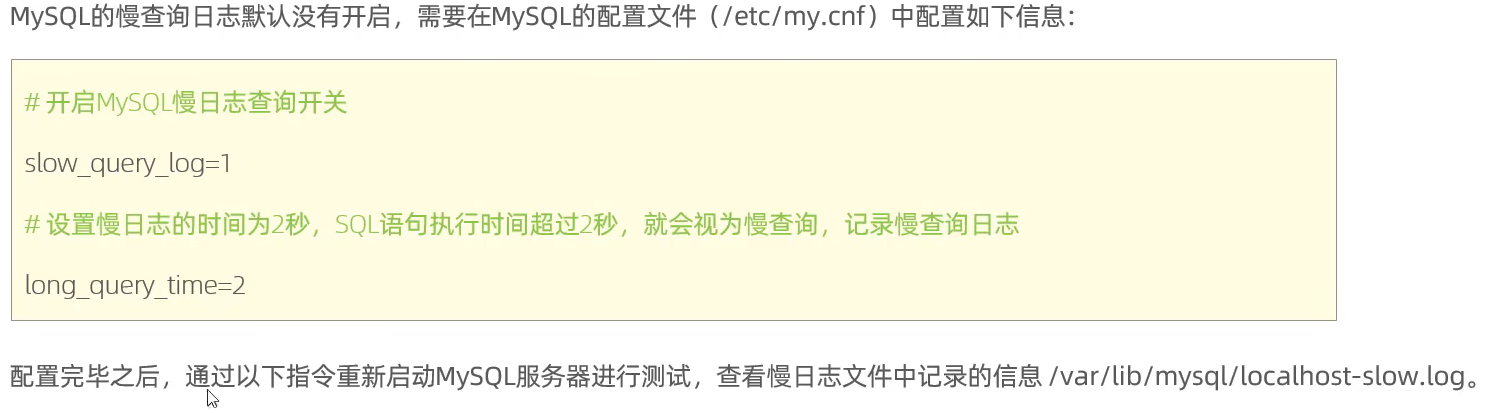 MySQL的慢查询日志默认没有开启，需要在MySQL的配置文件（/etc/my.cnf）中配置如下信息：
# 开启MySQL慢日志查询开关
slow_query_log=1
# 设置慢日志的时间为2秒，SQL语句执行时间超过2秒，就会视为慢查询，记录慢查询日志
long_query_time=2
配置完毕之后，通过以下指令重新启动MySQL服务器进行测试，查看慢日志文件中记录的信息 /var/lib/mysql/localhost-slow.log。